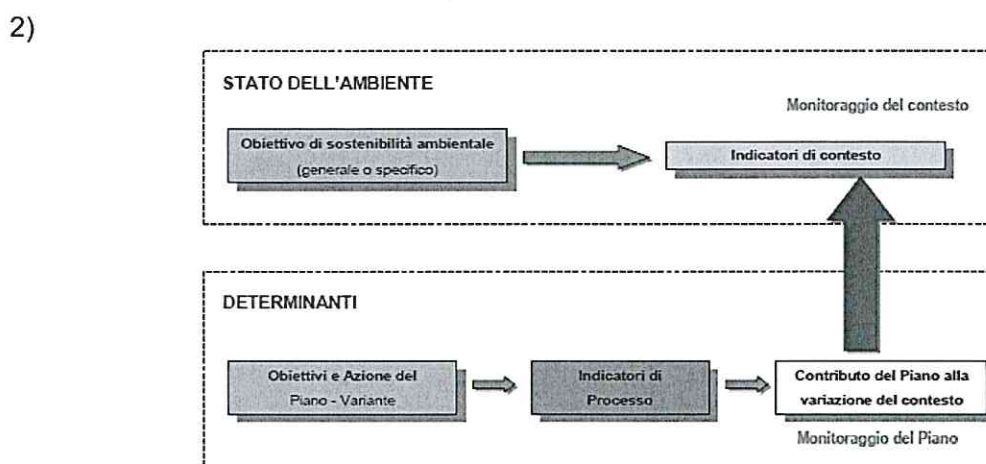 2)
STATO DELL'AMBIENTE
Monitoraggio del contesto
Obiettivo di sostenibilità ambientale
(generale o specifico)
Indicatori di contesto
DETERMINANTI
Obiettivi e Azione del
Piano - Variante
Indicatori di
Processo
Contributo del Piano alla
variazione del contesto
Monitoraggio del Piano